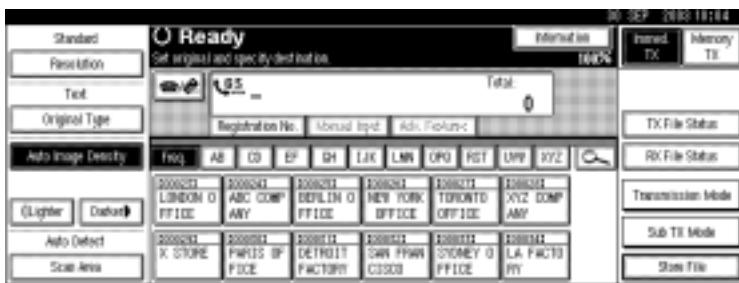 Standard
Resolution
Text
Original Type
Auto Image Density
Lighter
Darker
Auto Detect
Scan Area
Ready
Set original and specify destination.
Information
100%
G3
Total:
0
Registration No.
Manual Input
Adv. Features
Freq.
AB
CD
EF
GH
IJK
LMN
OPQ
RST
UVW
XYZ
LONDON O
FFICE
ABC COMP
ANY
BERLIN O
FFICE
NEW YORK
OFFICE
TORONTO
OFFICE
XYZ COMP
ANY
X STORE
PARIS OF
FICE
DETROIT
FACTORY
SAN FRAN
CISCO
SYDNEY O
FFICE
LA FACTO
RY
30 SEP 2003
Immed.
TX
Memory
TX
TX File Status
RX File Status
Transmission Mode
Sub TX Mode
Store File